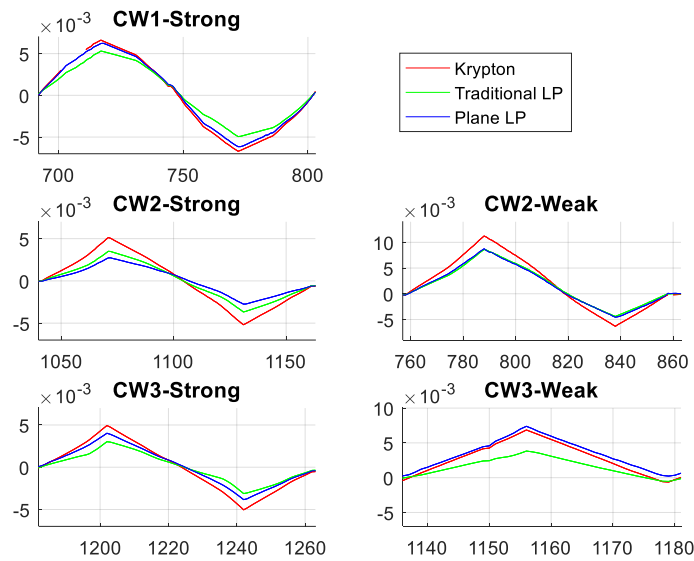 ×10-3 CW1-Strong
5
0
-5
700 750 800
Krypton
Traditional LP
Plane LP
×10-3 CW2-Strong
5
0
-5
1050 1100 1150
×10-3 CW2-Weak
10
5
0
-5
760 780 800 820 840 860
×10-3 CW3-Strong
5
0
-5
1200 1220 1240 1260
×10-3 CW3-Weak
10
5
0
-5
1140 1150 1160 1170 1180